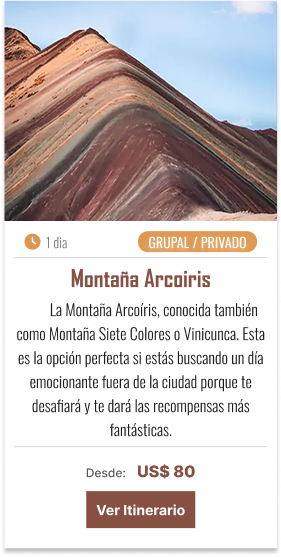 1 dia GRUPAL / PRIVADO
Montaña Arcoiris
La Montaña Arcoíris, conocida también
como Montaña Siete Colores o Vinicunca. Esta
es la opción perfecta si estás buscando un día
emocionante fuera de la ciudad porque te
desafiará y te dará las recompensas más
fantásticas.
Desde: US$ 80
Ver Itinerario